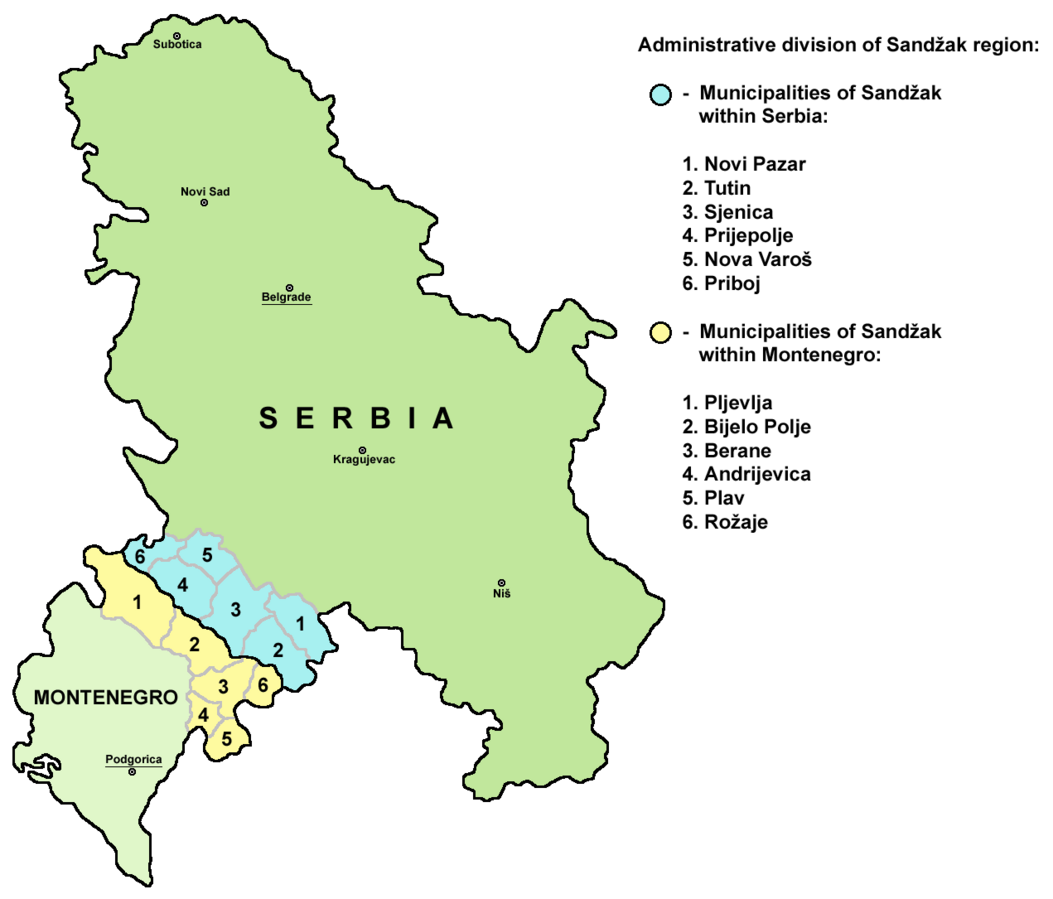 Subotica
Novi Sad
Belgrade
S E R B I A
Kragujevac
Niš
6
5
4
3
1
2
1
2
3
6
4
5
MONTENEGRO
Podgorica
Administrative division of Sandžak region:
- Municipalities of Sandžak
within Serbia:
1. Novi Pazar
2. Tutin
3. Sjenica
4. Prijepolje
5. Nova Varoš
6. Priboj
- Municipalities of Sandžak
within Montenegro:
1. Pljevlja
2. Bijelo Polje
3. Berane
4. Andrijevica
5. Plav
6. Rožaje